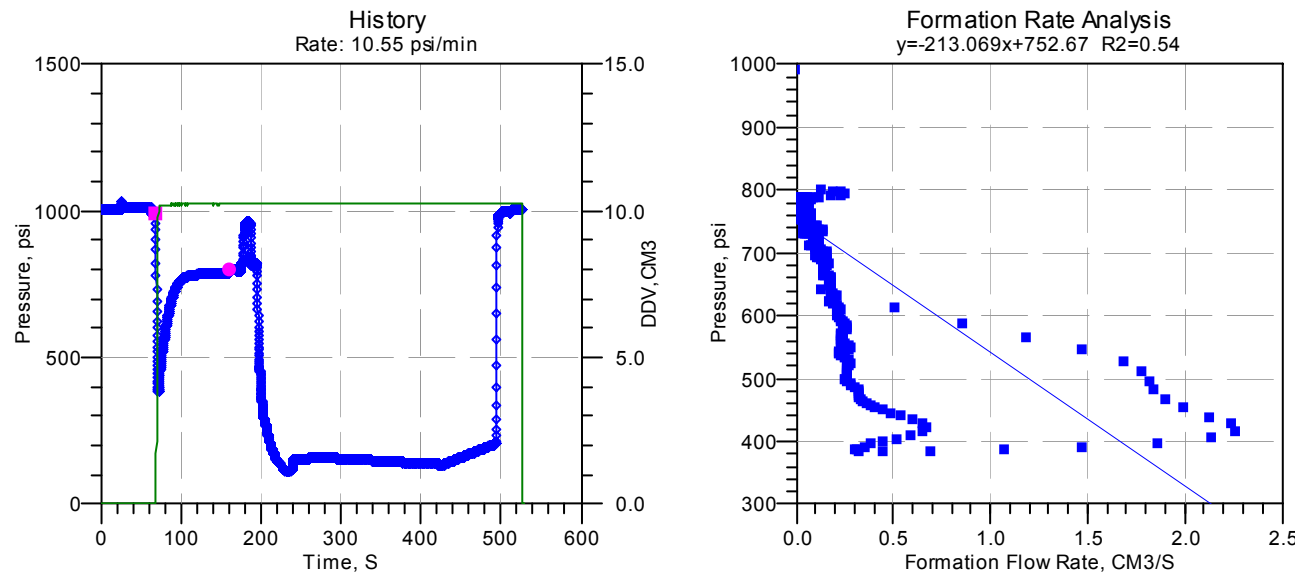 History
Rate: 10.55 psi/min
1500
1000
500
0
Pressure, psi
0 100 200 300 400 500 600
Time, S
15.0
10.0
5.0
0.0
DDV,CM3
Formation Rate Analysis
y=-213.069x+752.67 R2=0.54
1000
900
800
700
600
500
400
300
Pressure, psi
0.0 0.5 1.0 1.5 2.0 2.5
Formation Flow Rate, CM3/S